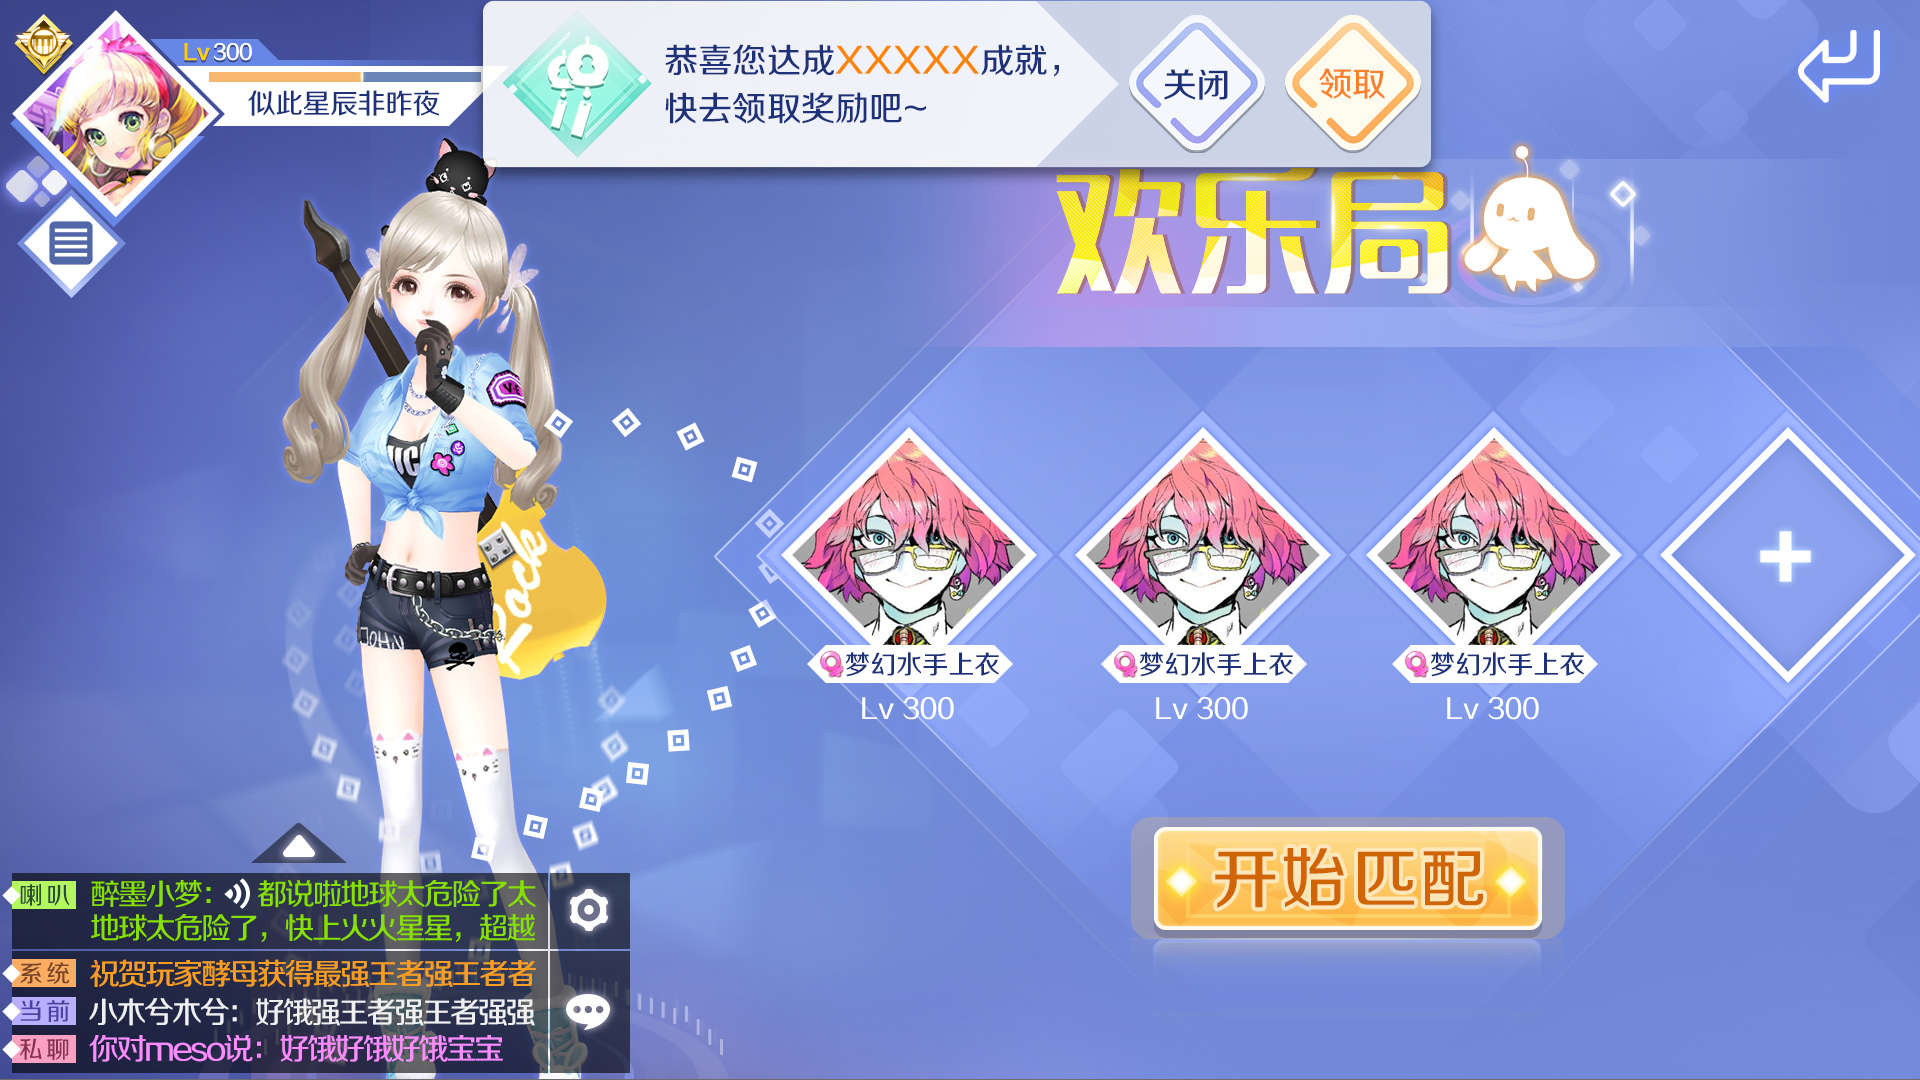 Lv 300
似此星辰非昨夜
恭喜您达成XXXXX成就，
快去领取奖励吧~
关闭
领取
欢乐局
梦幻水手上衣
Lv 300
梦幻水手上衣
Lv 300
梦幻水手上衣
Lv 300
Rock
开始匹配
喇叭 醉墨小梦： 都说啦地球太危险了太
地球太危险了，快上火火星星，超越
系统 祝贺玩家酵母获得最强王者强王者者
当前 小木兮木兮：好饿强王者强王者强强
私聊 你对meso说：好饿好饿好饿宝宝